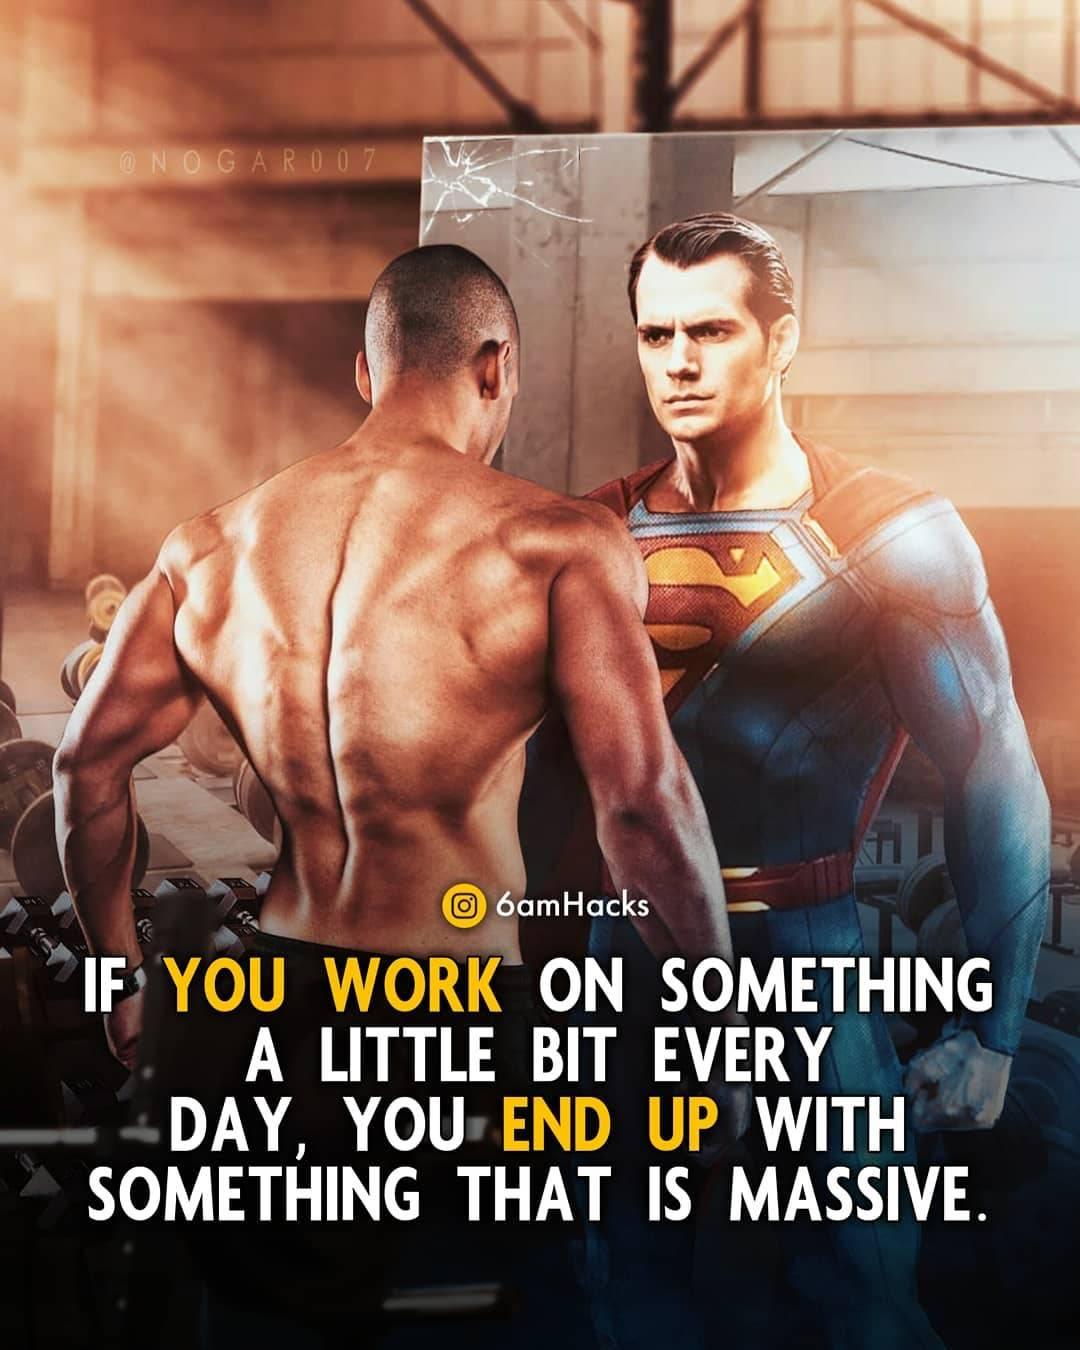 @NOGAR007
6amHacks
IF YOU WORK ON SOMETHING
A LITTLE BIT EVERY
DAY, YOU END UP WITH
SOMETHING THAT IS MASSIVE.